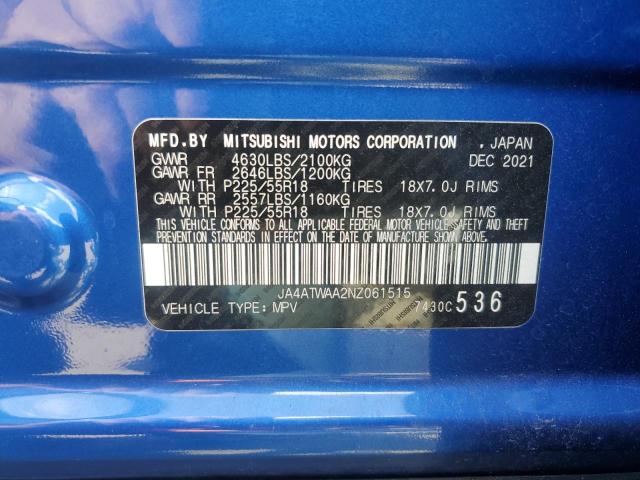 MFD.BY MITSUBISHI MOTORS CORPORATION . JAPAN
GVWR 4630LBS/2100KG DEC 2021
GAWR FR 2646LBS/1200KG
WITH P225/55R18 TIRES 18X7.0J RIMS
GAWR RR 2557LBS/1160KG
WITH P225/55R18 TIRES 18X7.0J RIMS
THIS VEHICLE CONFORMS TO ALL APPLICABLE FEDERAL MOTOR VEHICLE SAFETY AND THEFT
PREVENTION STANDARDS IN EFFECT ON THE DATE OF MANUFACTURE SHOWN ABOVE.
JA4ATWAA2NZ061515
VEHICLE TYPE: MPV 7430C 536